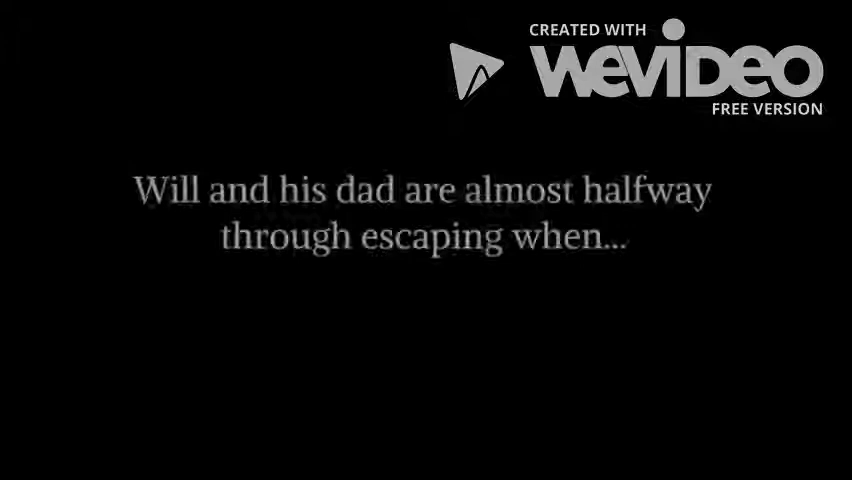 CREATED WITH
WEVIDEO
FREE VERSION
Will and his dad are almost halfway
through escaping when...